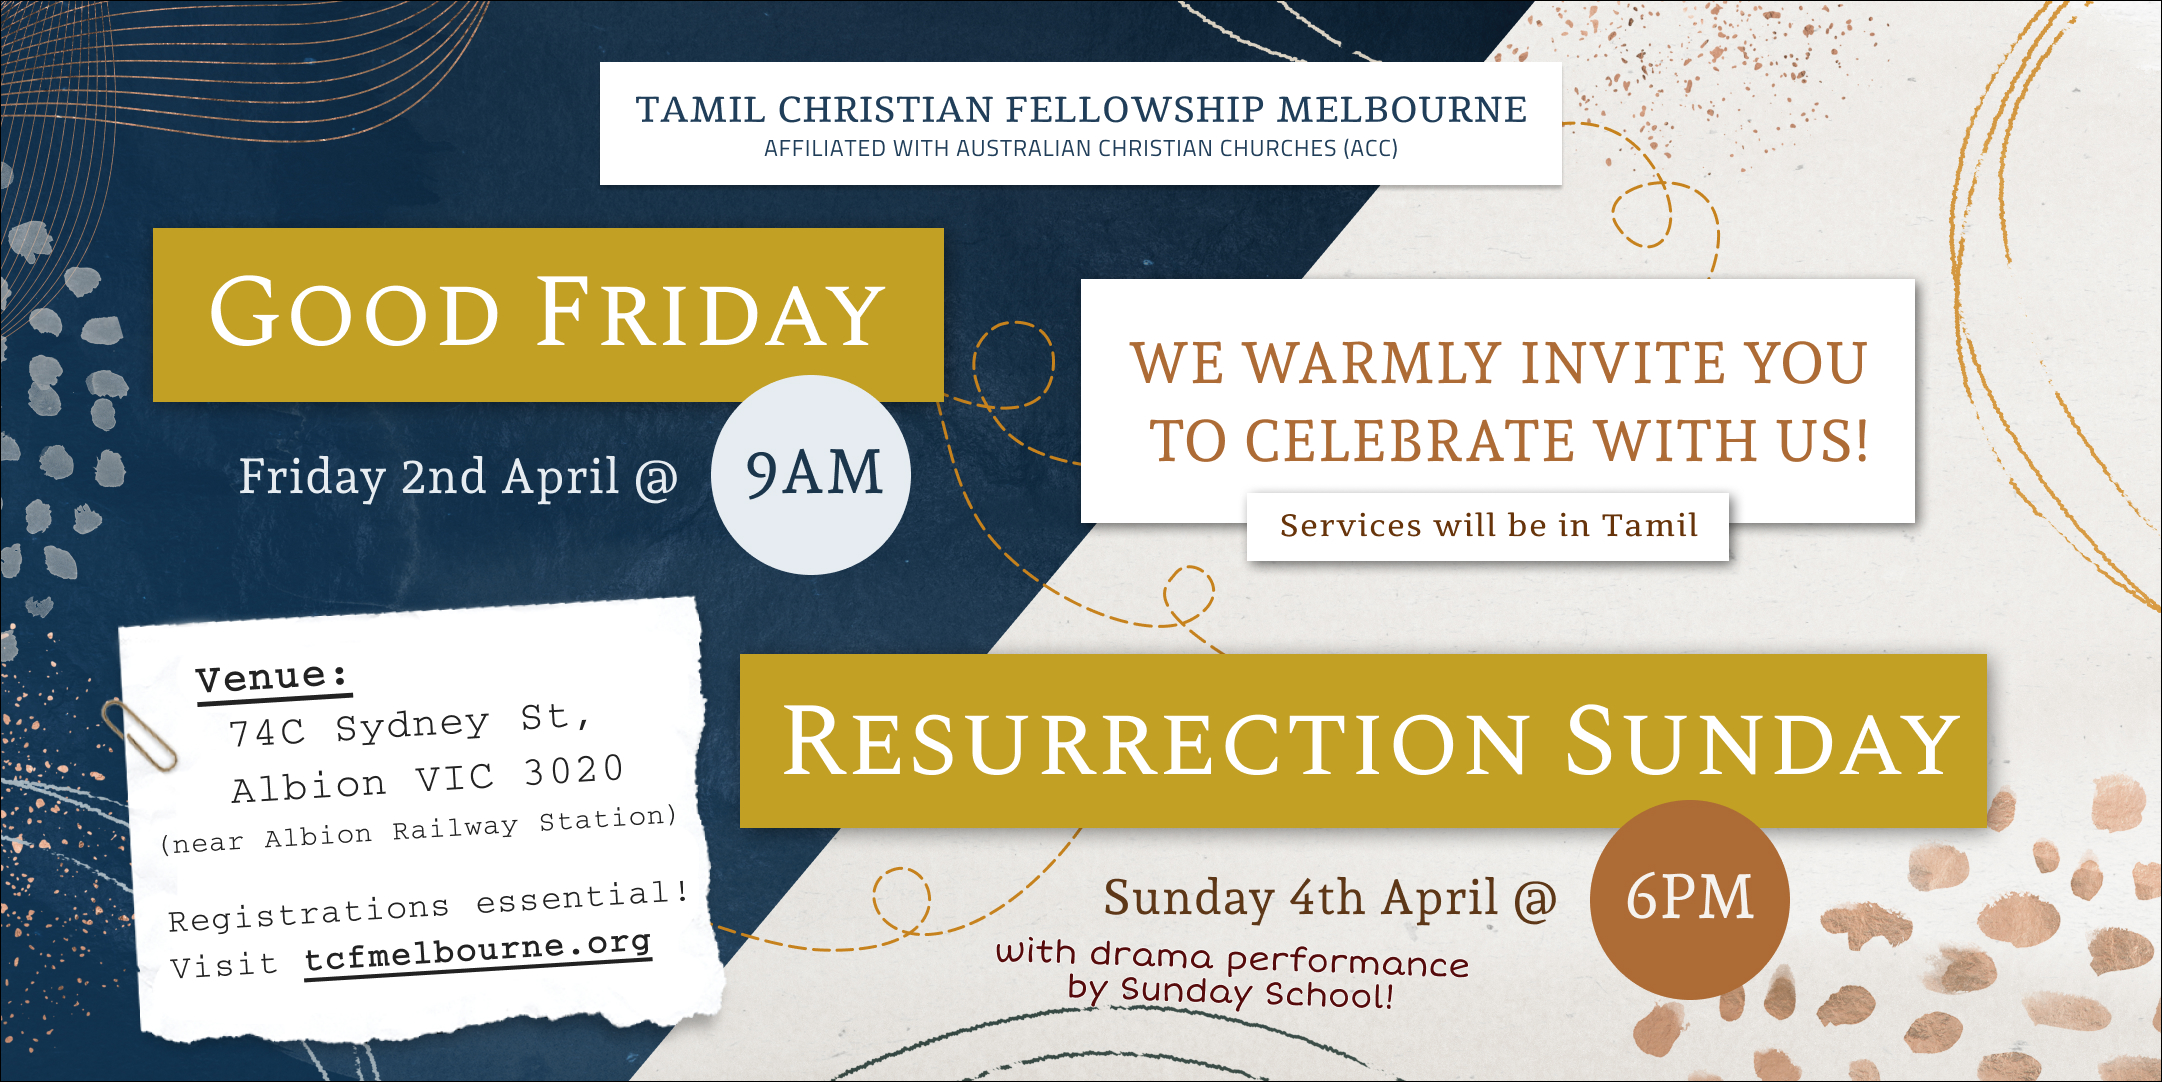 TAMIL CHRISTIAN FELLOWSHIP MELBOURNE
AFFILIATED WITH AUSTRALIAN CHRISTIAN CHURCHES (ACC)
GOOD FRIDAY
Friday 2nd April @ 9AM
WE WARMLY INVITE YOU
TO CELEBRATE WITH US!
Services will be in Tamil
RESURRECTION SUNDAY
Sunday 4th April @ 6PM
with drama performance
by Sunday School!
Venue:
74C Sydney St,
Albion VIC 3020
(near Albion Railway Station)
Registrations essential!
Visit tcfmelbourne.org